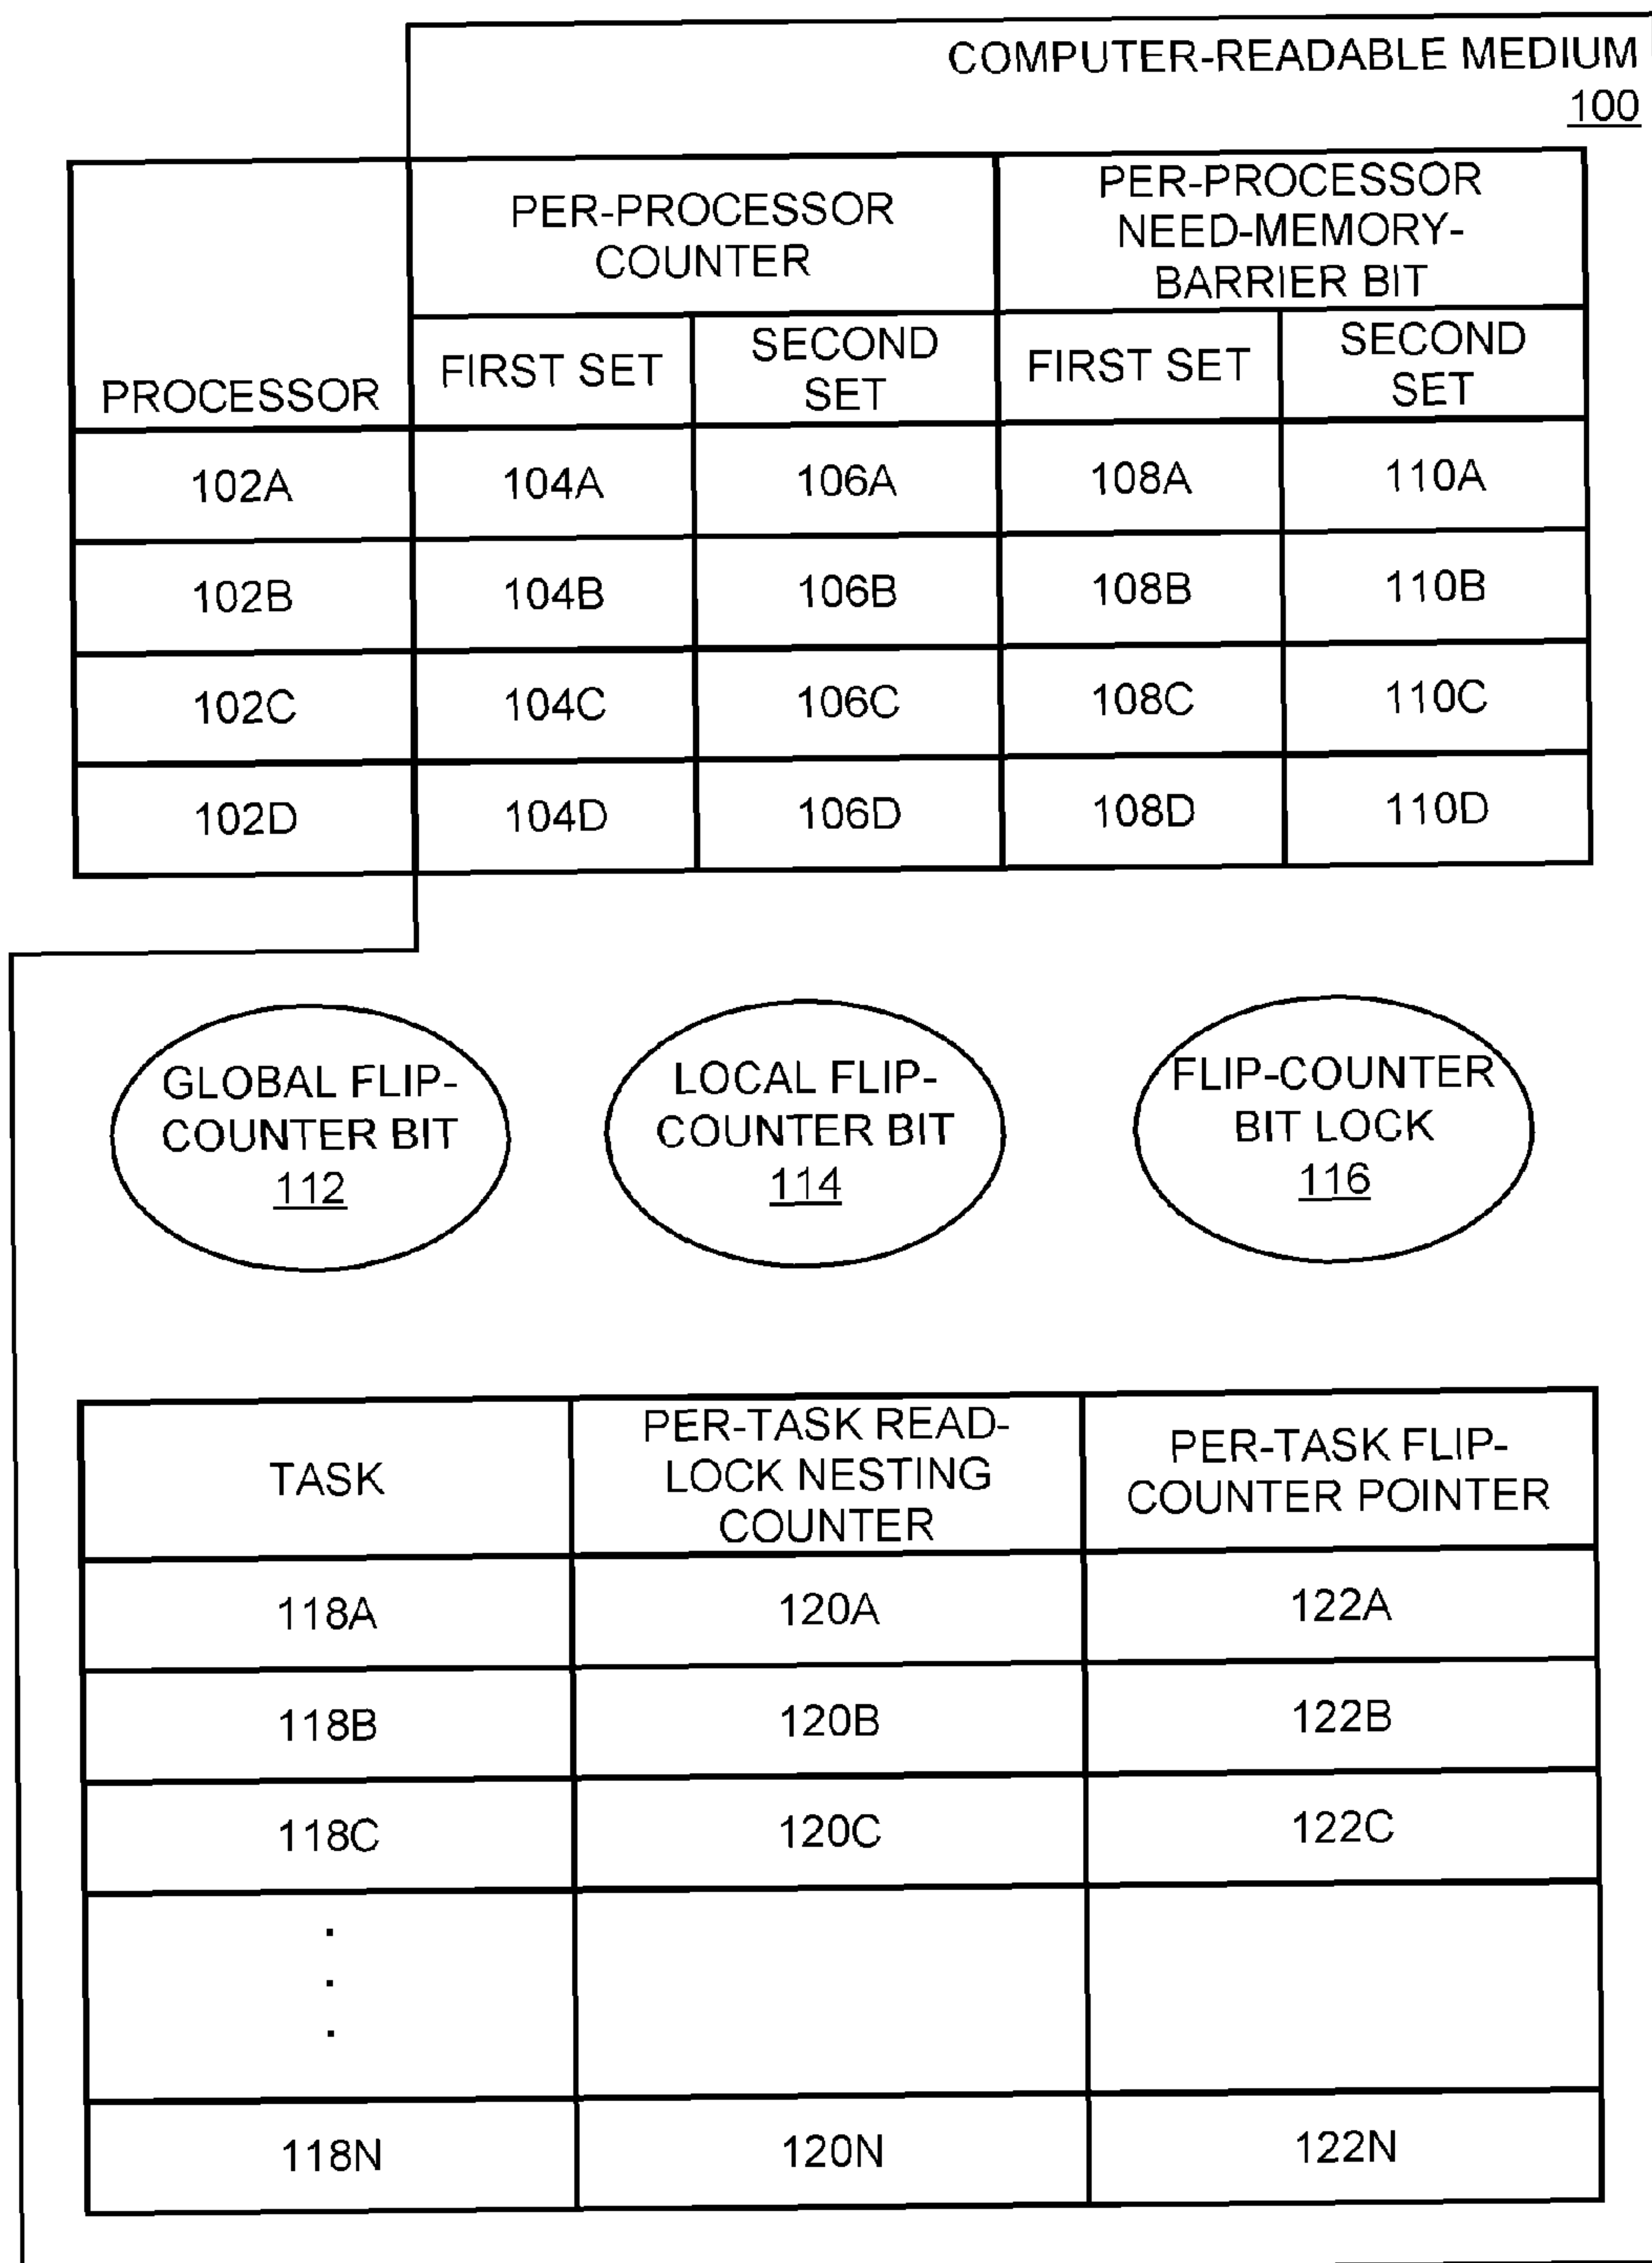 COMPUTER-READABLE MEDIUM
100
PER-PROCESSOR
COUNTER
PER-PROCESSOR
NEED-MEMORY-
BARRIER BIT
PROCESSOR
FIRST SET
SECOND
SET
FIRST SET
SECOND
SET
102A 104A 106A 108A 110A
102B 104B 106B 108B 110B
102C 104C 106C 108C 110C
102D 104D 106D 108D 110D
GLOBAL FLIP-
COUNTER BIT
112
LOCAL FLIP-
COUNTER BIT
114
FLIP-COUNTER
BIT LOCK
116
TASK
PER-TASK READ-
LOCK NESTING
COUNTER
PER-TASK FLIP-
COUNTER POINTER
118A 120A 122A
118B 120B 122B
118C 120C 122C
.
.
.
118N 120N 122N